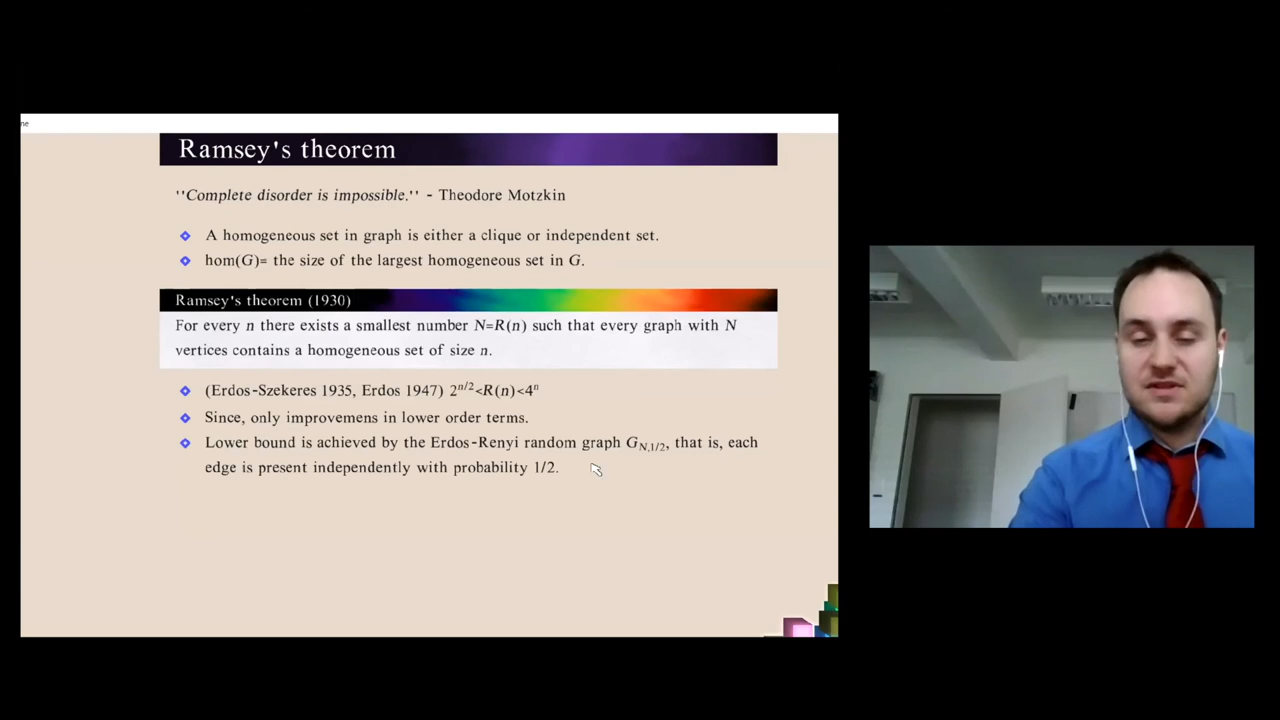 ne
Ramsey's theorem
''Complete disorder is impossible.'' - Theodore Motzkin
A homogeneous set in graph is either a clique or independent set.
hom(G)= the size of the largest homogeneous set in G.
Ramsey's theorem (1930)
For every n there exists a smallest number N=R(n) such that every graph with N
vertices contains a homogeneous set of size n.
(Erdos-Szekeres 1935, Erdos 1947) 2^{n/2}<R(n)<4^n
Since, only improvemens in lower order terms.
Lower bound is achieved by the Erdos-Renyi random graph G_{N,1/2}, that is, each
edge is present independently with probability 1/2.